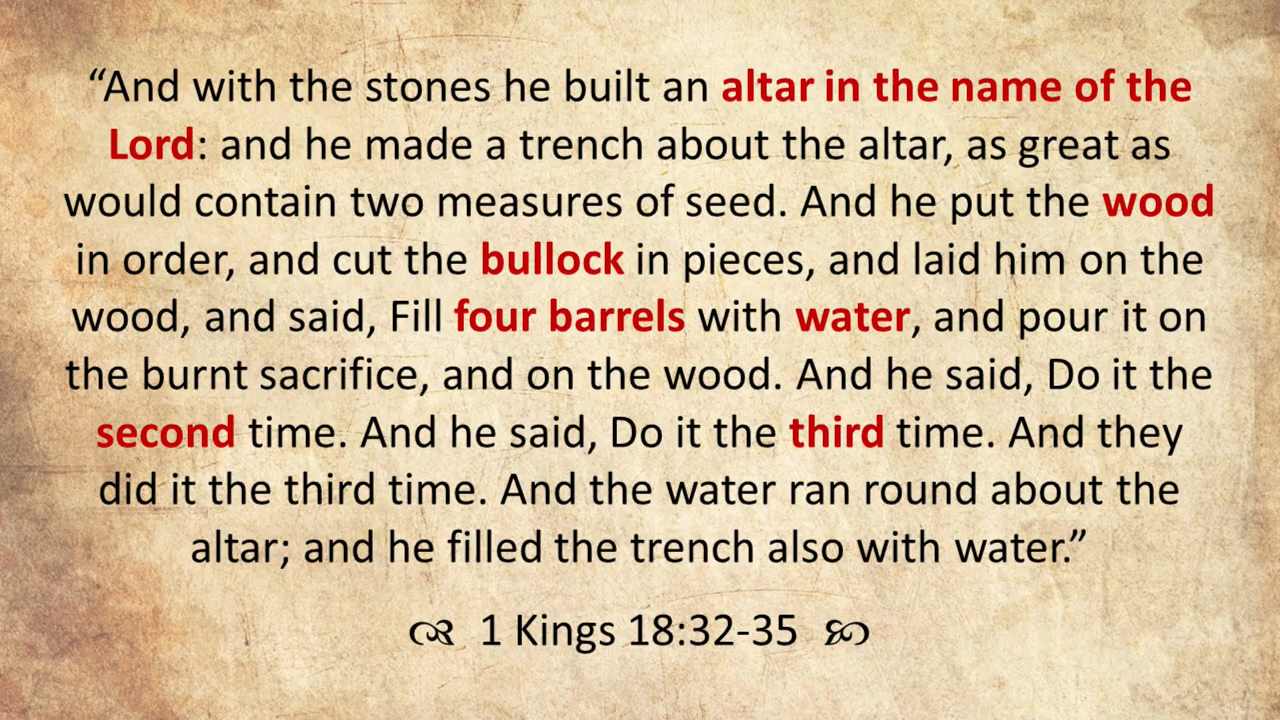 “And with the stones he built an altar in the name of the
Lord: and he made a trench about the altar, as great as
would contain two measures of seed. And he put the wood
in order, and cut the bullock in pieces, and laid him on the
wood, and said, Fill four barrels with water, and pour it on
the burnt sacrifice, and on the wood. And he said, Do it the
second time. And he said, Do it the third time. And they
did it the third time. And the water ran round about the
altar; and he filled the trench also with water.”
1 Kings 18:32-35